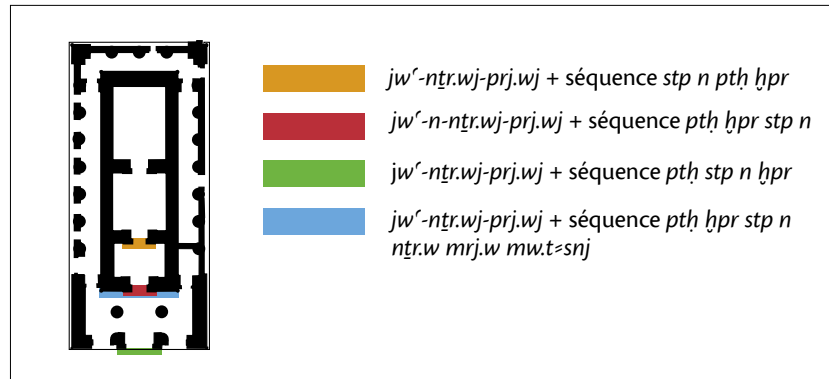 jwꜥ-nṯr.wj-prj.wj + séquence stp n ptḥ ḫpr
jwꜥ-n-nṯr.wj-prj.wj + séquence ptḥ ḫpr stp n
jwꜥ-nṯr.wj-prj.wj + séquence ptḥ stp n ḫpr
jwꜥ-nṯr.wj-prj.wj + séquence ptḥ ḫpr stp n
nṯr.w mrj.w mw.t⸗snj